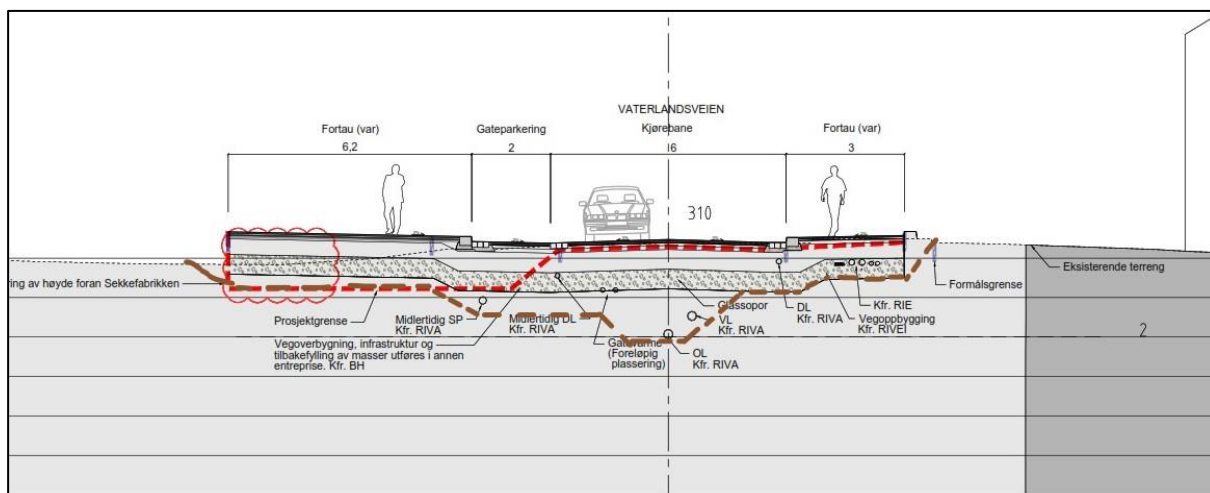 VATERLANDSVEIEN
Fortau (var)
Gateparkering
Kjørebane
Fortau (var)
6,2
2
6
3
310
ring av høyde foran Sekkefabrikken
Prosjektgrense
Midlertidig SP
Kfr. RIVA
Midlertidig DL
Kfr. RIVA
Vegoverbygning, infrastruktur og
tilbakefylling av masser utføres i annen
entreprise. Kfr. BH
Gatevarme
(Foreløpig
plassering)
Glassopor
VL
Kfr. RIVA
OL
Kfr. RIVA
DL
Kfr. RIVA
Kfr. RIE
Vegoppbygging
Kfr. RIVEI
Formålsgrense
Eksisterende terreng
2